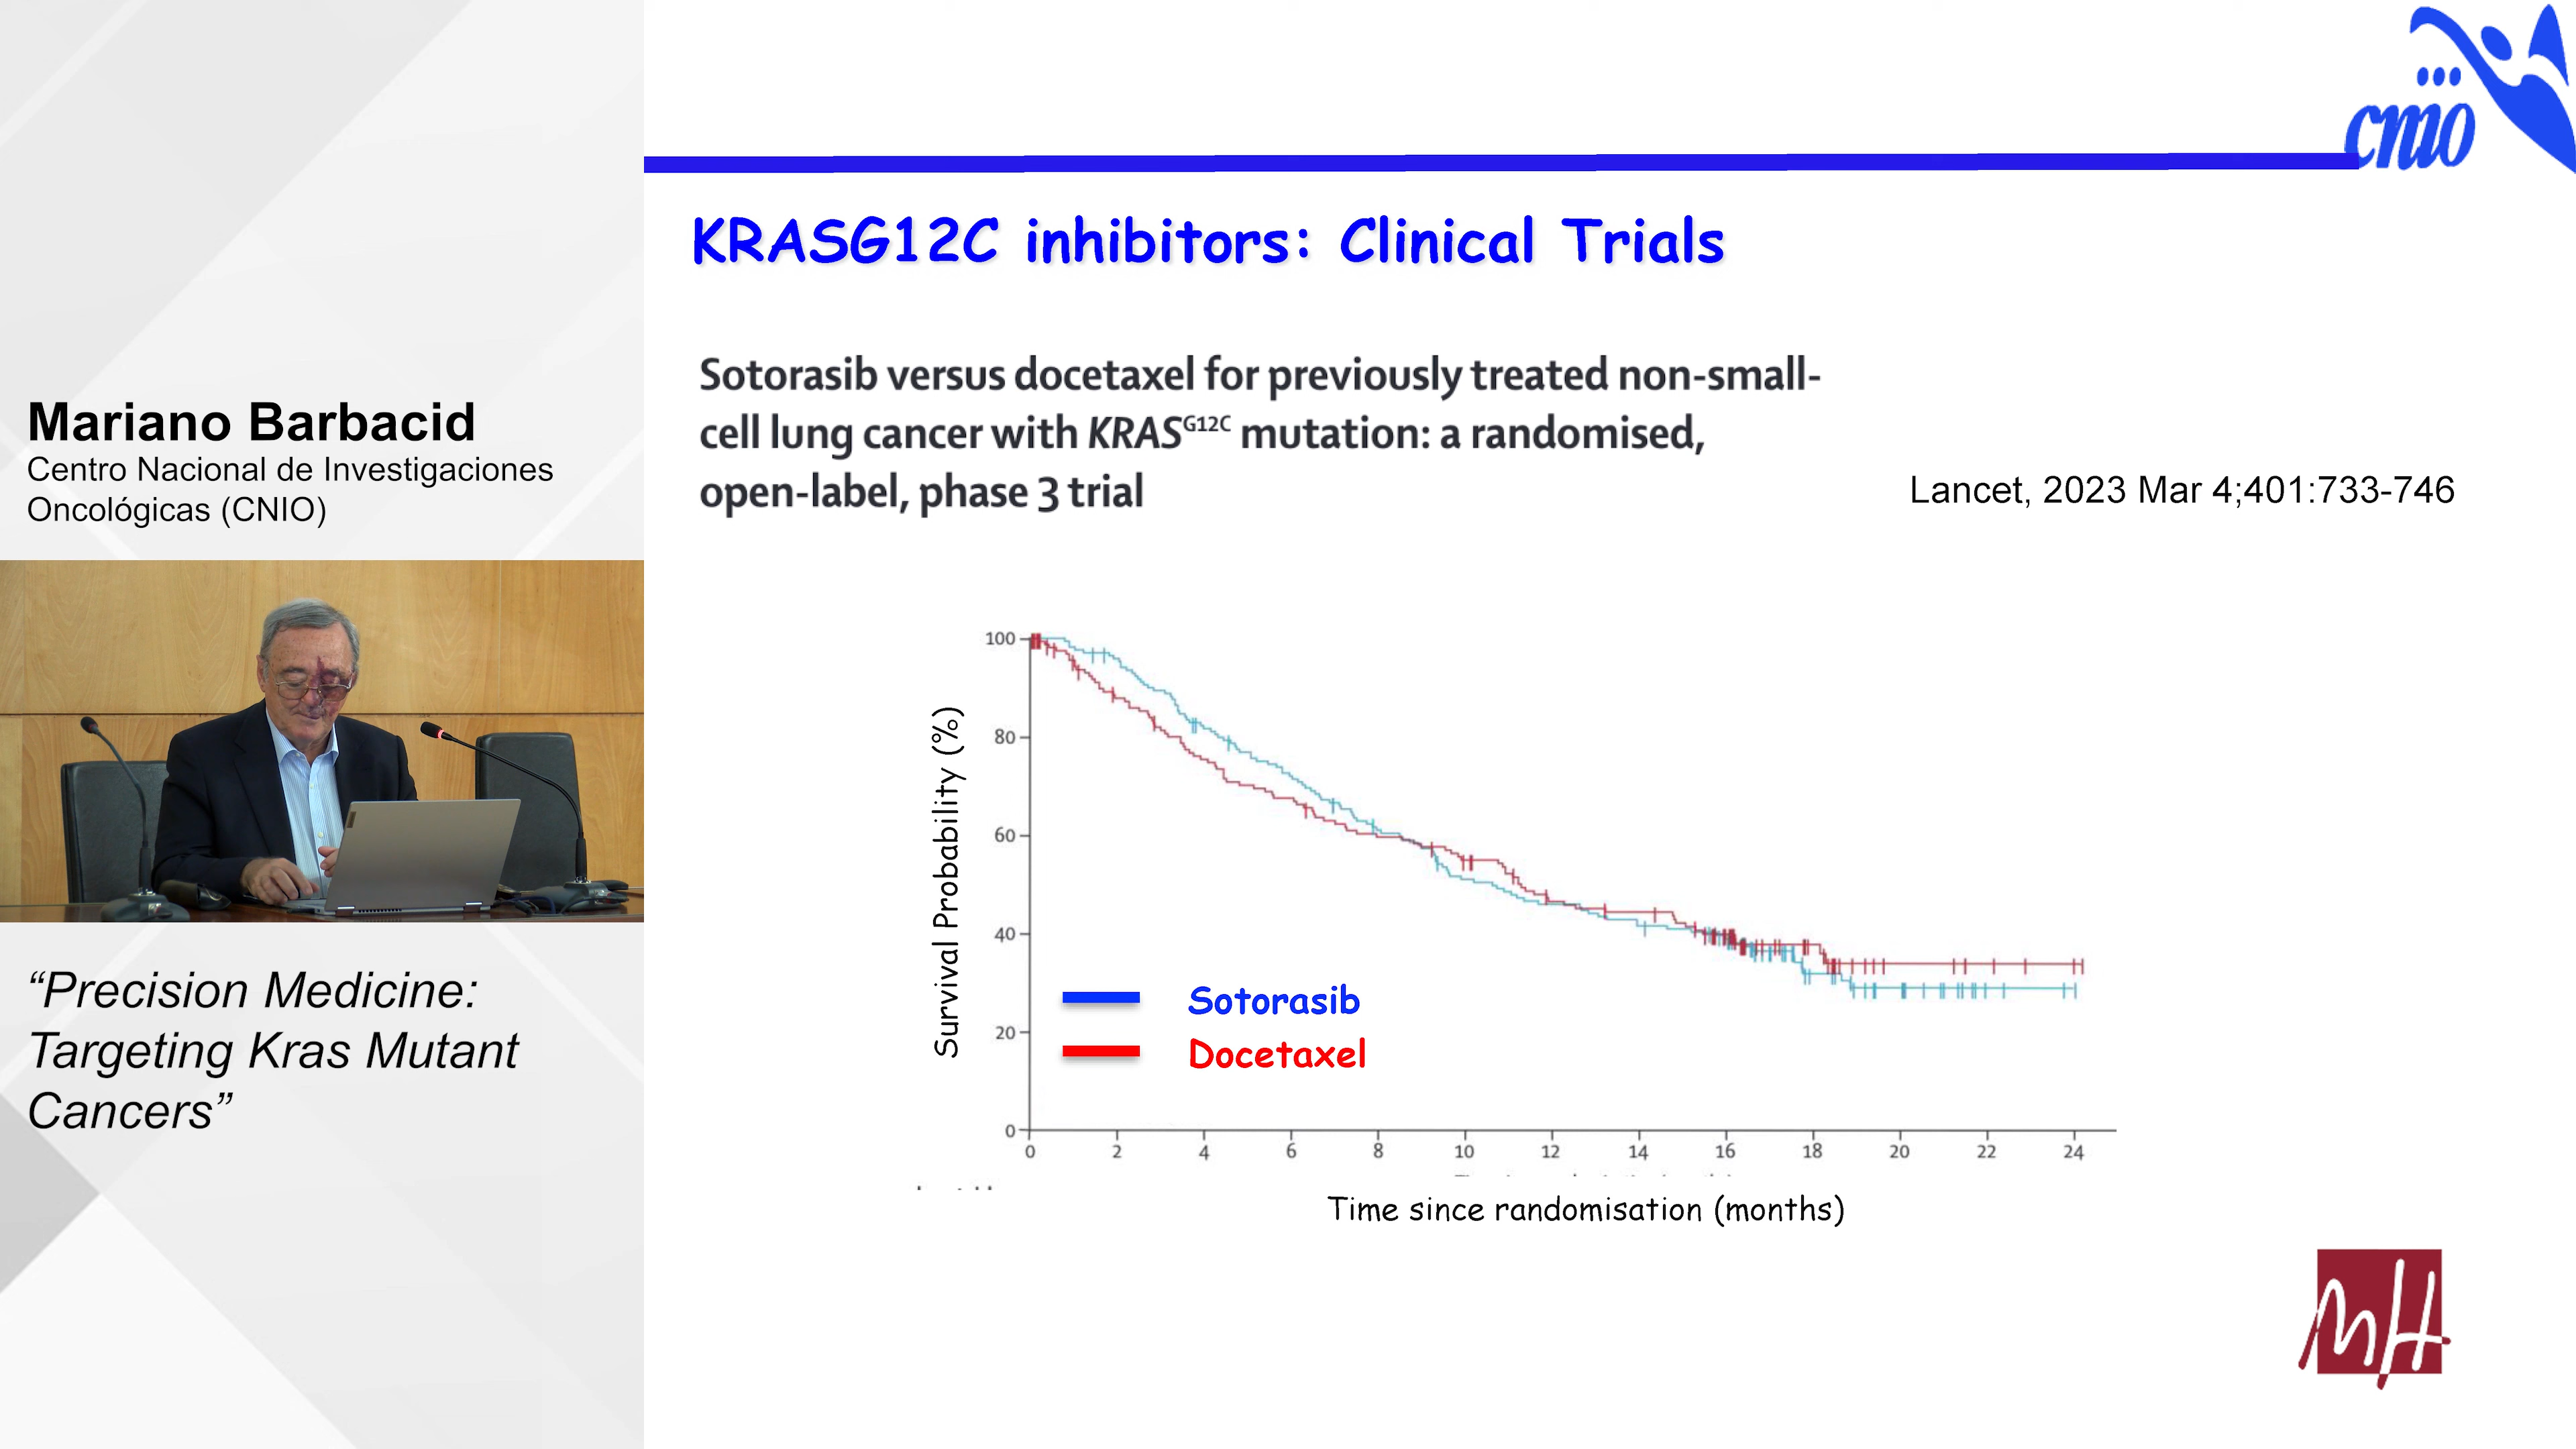 cnio
KRASG12C inhibitors: Clinical Trials
Mariano Barbacid
Centro Nacional de Investigaciones
Oncológicas (CNIO)
“Precision Medicine:
Targeting Kras Mutant
Cancers”
Sotorasib versus docetaxel for previously treated non-small-
cell lung cancer with KRASG12C mutation: a randomised,
open-label, phase 3 trial
Lancet, 2023 Mar 4;401:733-746
Survival Probability (%)
100
80
60
40
20
0
Sotorasib
Docetaxel
0 2 4 6 8 10 12 14 16 18 20 22 24
Time since randomisation (months)
MH